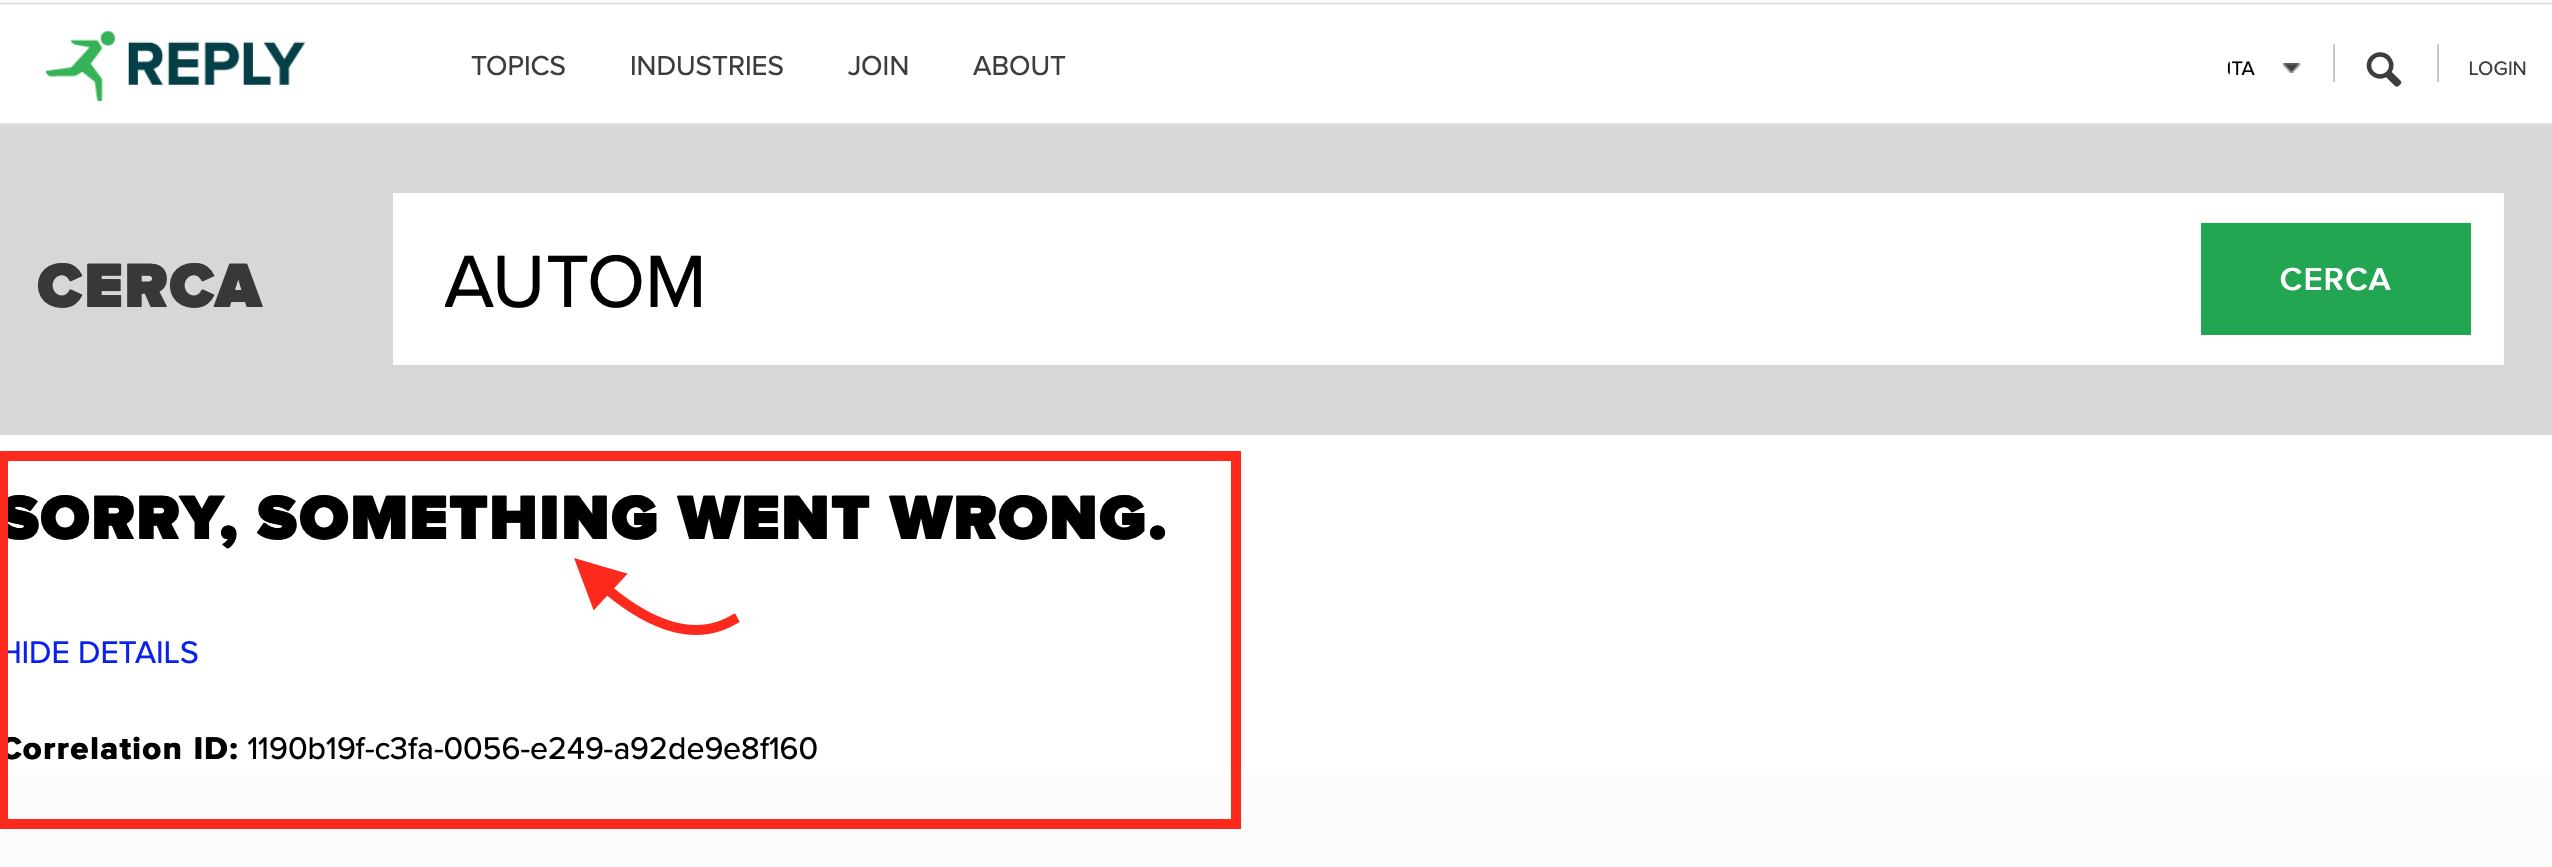 REPLY TOPICS INDUSTRIES JOIN ABOUT ITA LOGIN
CERCA AUTOM CERCA
SORRY, SOMETHING WENT WRONG.
HIDE DETAILS
Correlation ID: 1190b19f-c3fa-0056-e249-a92de9e8f160